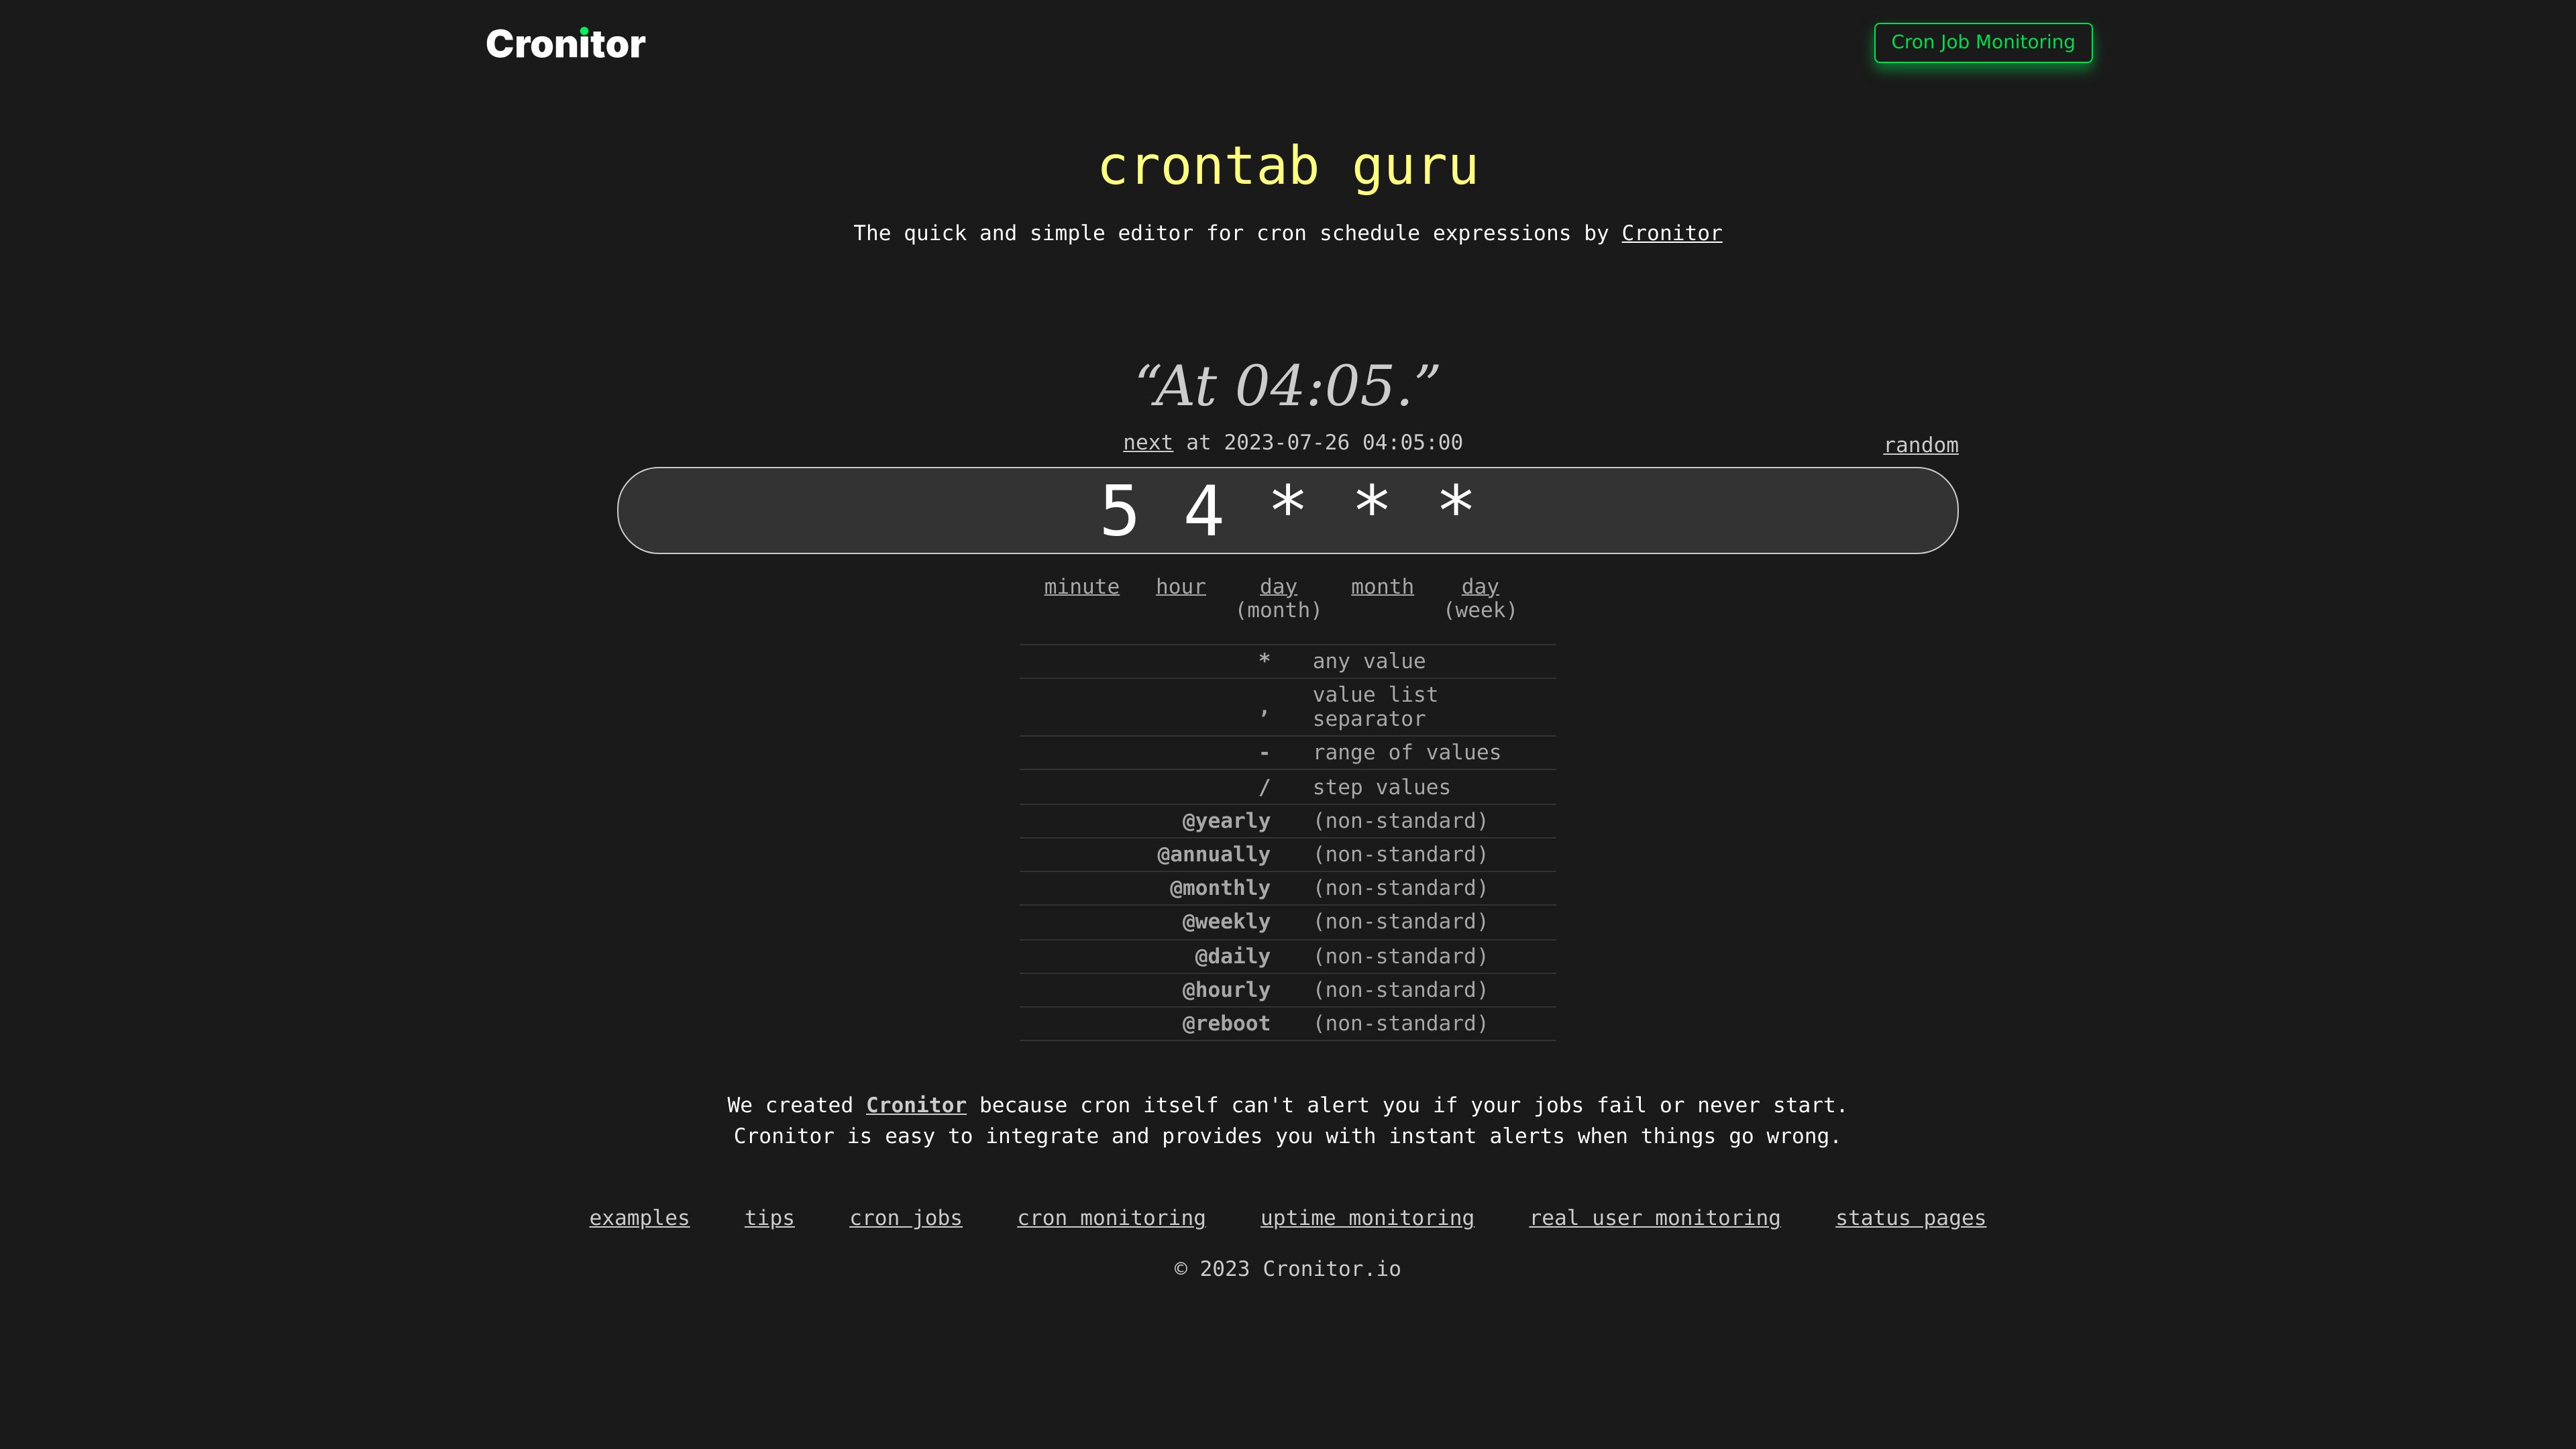 Cronitor
Cron Job Monitoring
crontab guru
The quick and simple editor for cron schedule expressions by Cronitor
“At 04:05.”
next at 2023-07-26 04:05:00
random
5 4 * * *
minute hour day (month) month day (week)
* any value
, value list separator
- range of values
/ step values
@yearly (non-standard)
@annually (non-standard)
@monthly (non-standard)
@weekly (non-standard)
@daily (non-standard)
@hourly (non-standard)
@reboot (non-standard)
We created Cronitor because cron itself can't alert you if your jobs fail or never start.
Cronitor is easy to integrate and provides you with instant alerts when things go wrong.
examples tips cron jobs cron monitoring uptime monitoring real user monitoring status pages
© 2023 Cronitor.io